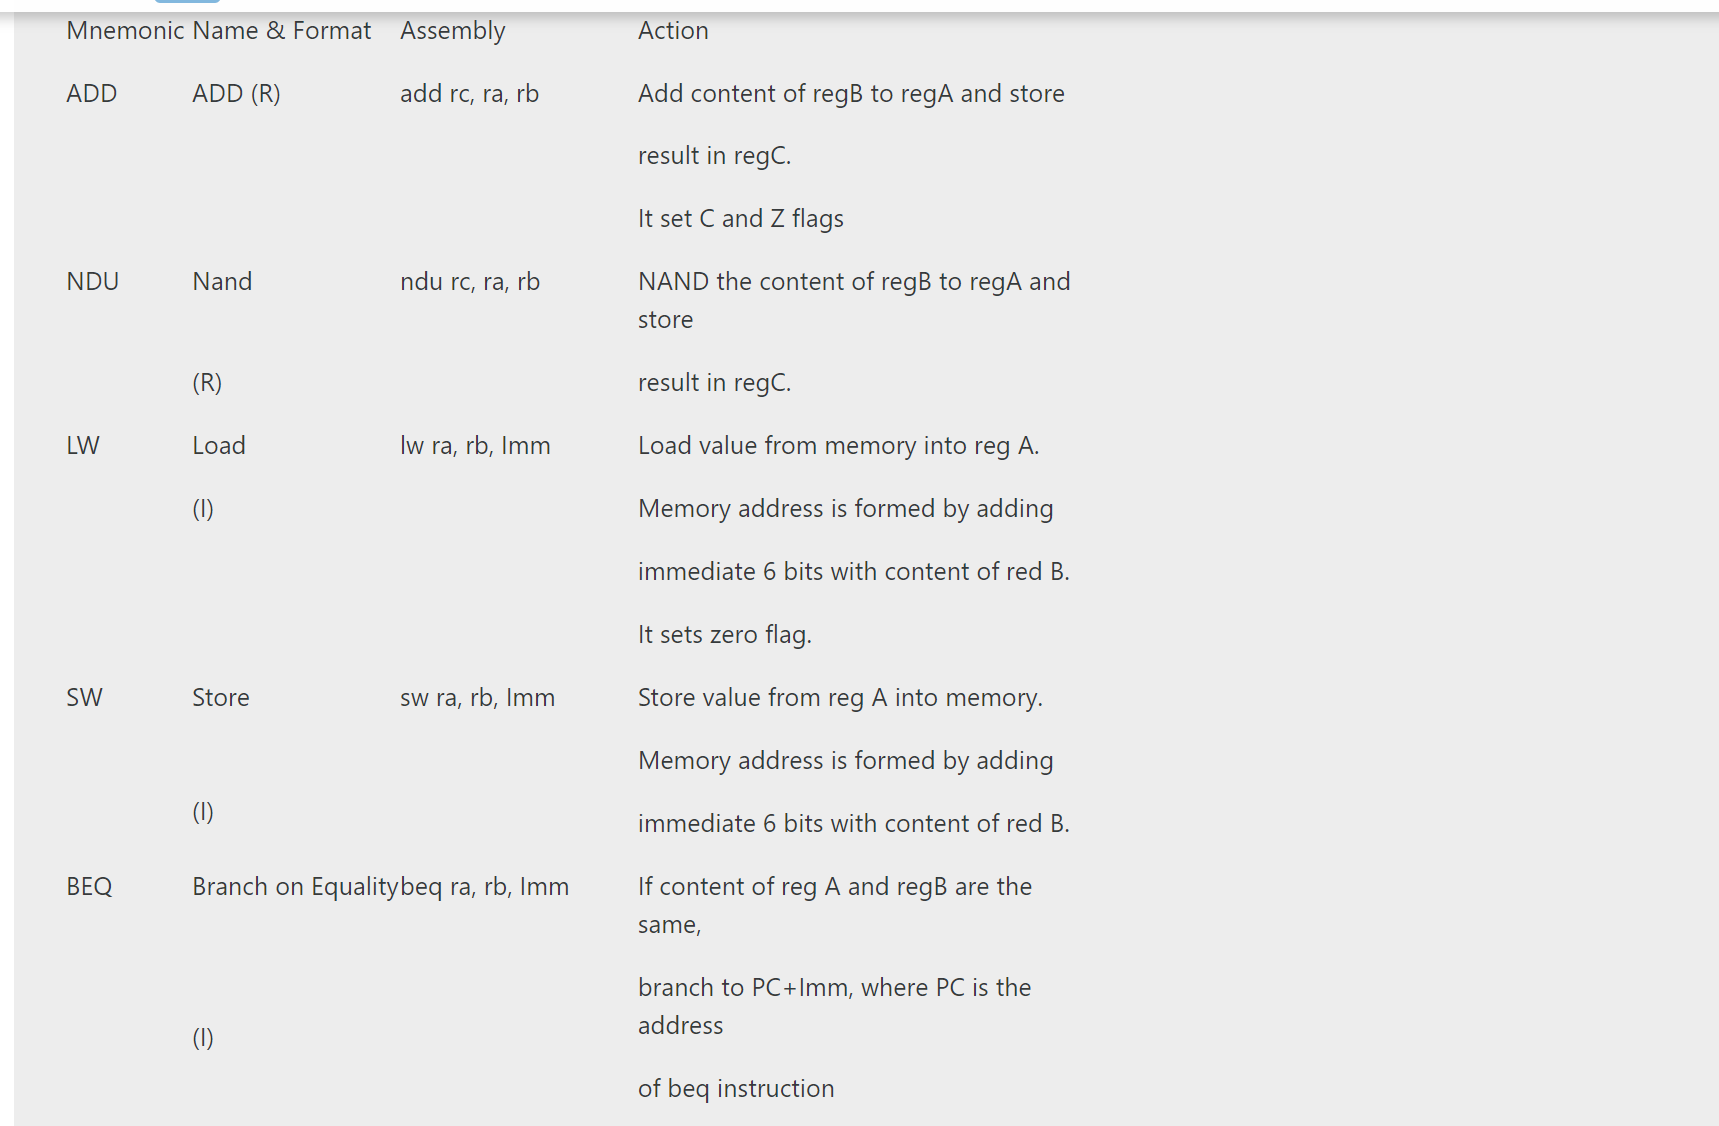 Mnemonic Name & Format Assembly Action
ADD ADD (R) add rc, ra, rb Add content of regB to regA and store
result in regC.
It set C and Z flags
NDU Nand ndu rc, ra, rb NAND the content of regB to regA and
store
(R) result in regC.
LW Load lw ra, rb, Imm Load value from memory into reg A.
(I) Memory address is formed by adding
immediate 6 bits with content of red B.
It sets zero flag.
SW Store sw ra, rb, Imm Store value from reg A into memory.
Memory address is formed by adding
(I)
immediate 6 bits with content of red B.
BEQ Branch on Equalitybeq ra, rb, Imm If content of reg A and regB are the
same,
branch to PC+Imm, where PC is the
address
(I)
of beq instruction